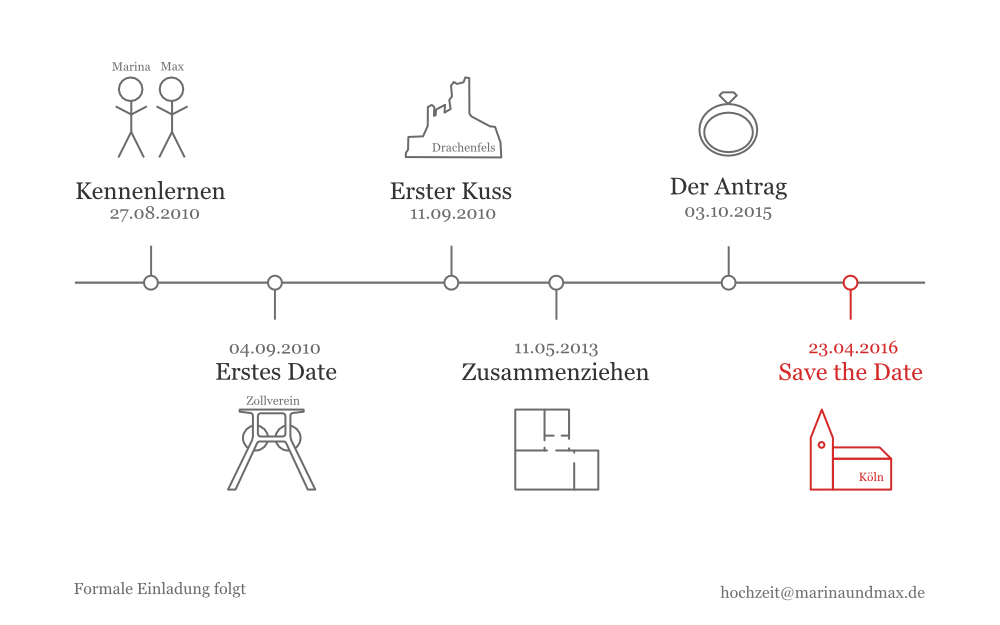 Marina Max
Kennenlernen
27.08.2010
Drachenfels
Erster Kuss
11.09.2010
Der Antrag
03.10.2015
04.09.2010
Erstes Date
Zollverein
11.05.2013
Zusammenziehen
23.04.2016
Save the Date
Köln
Formale Einladung folgt
hochzeit@marinaundmax.de